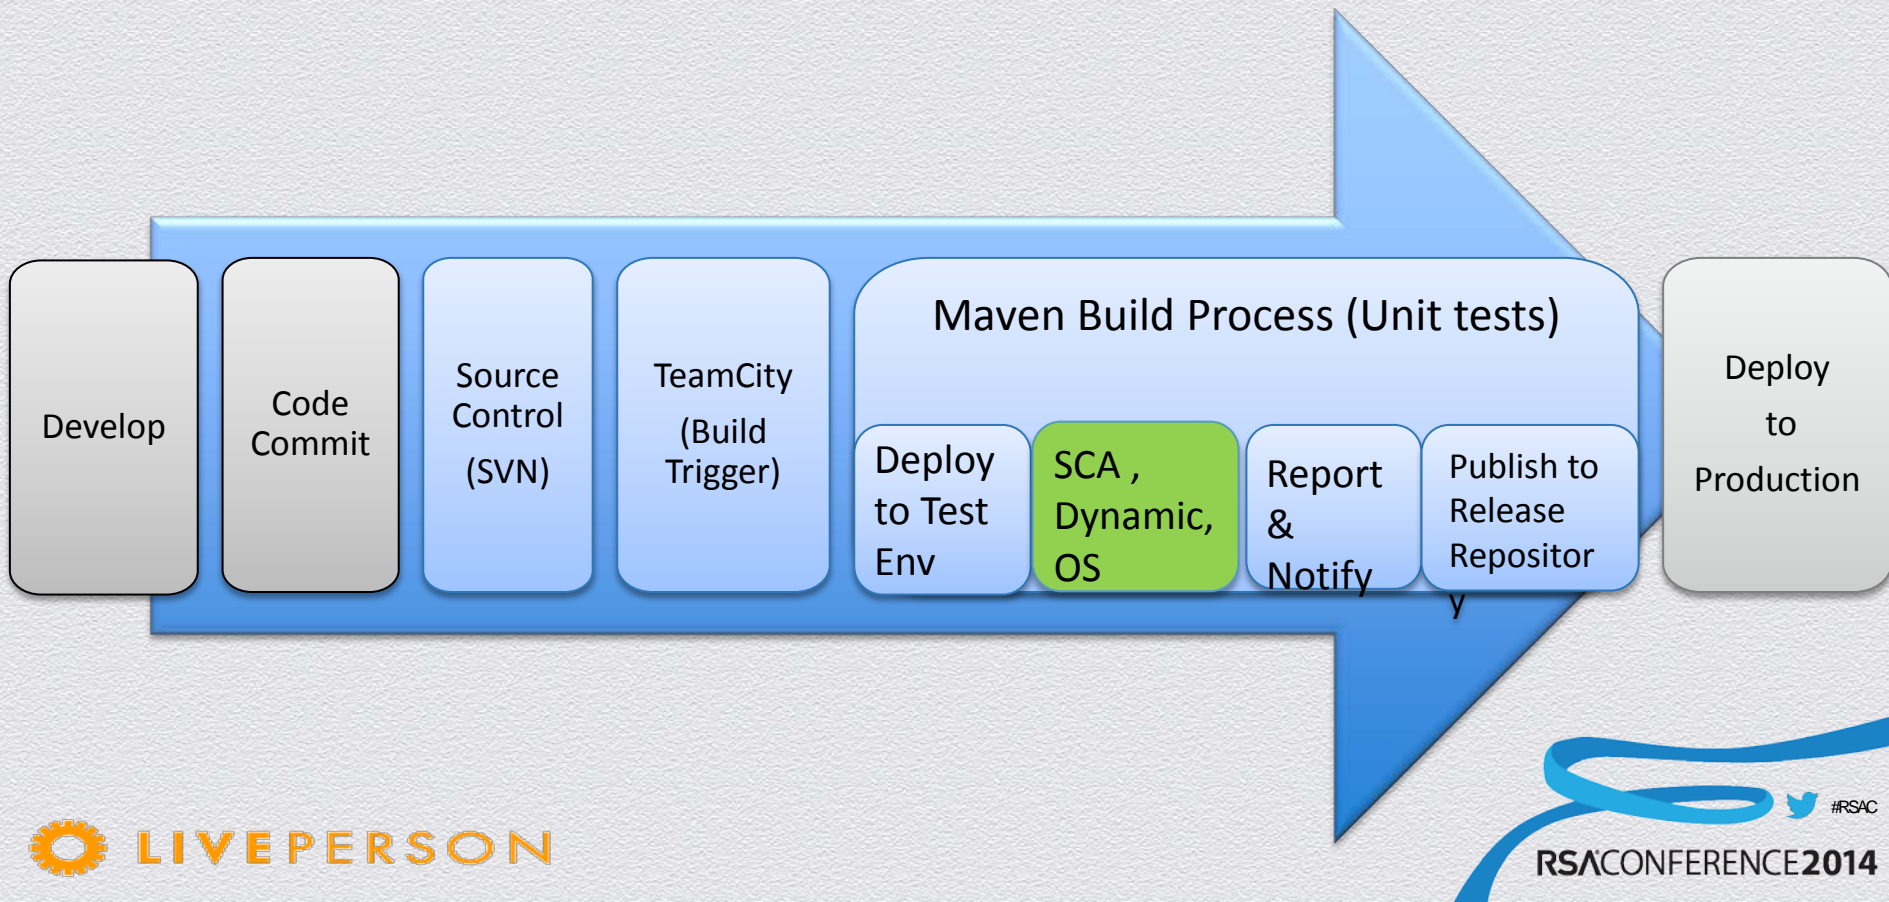 Develop
Code
Commit
Source
Control
(SVN)
TeamCity
(Build
Trigger)
Maven Build Process (Unit tests)
Deploy
to Test
Env
SCA ,
Dynamic,
OS
Report
&
Notify
Publish to
Release
Repositor
y
Deploy
to
Production
LIVEPERSON
#RSAC
RSACONFERENCE2014